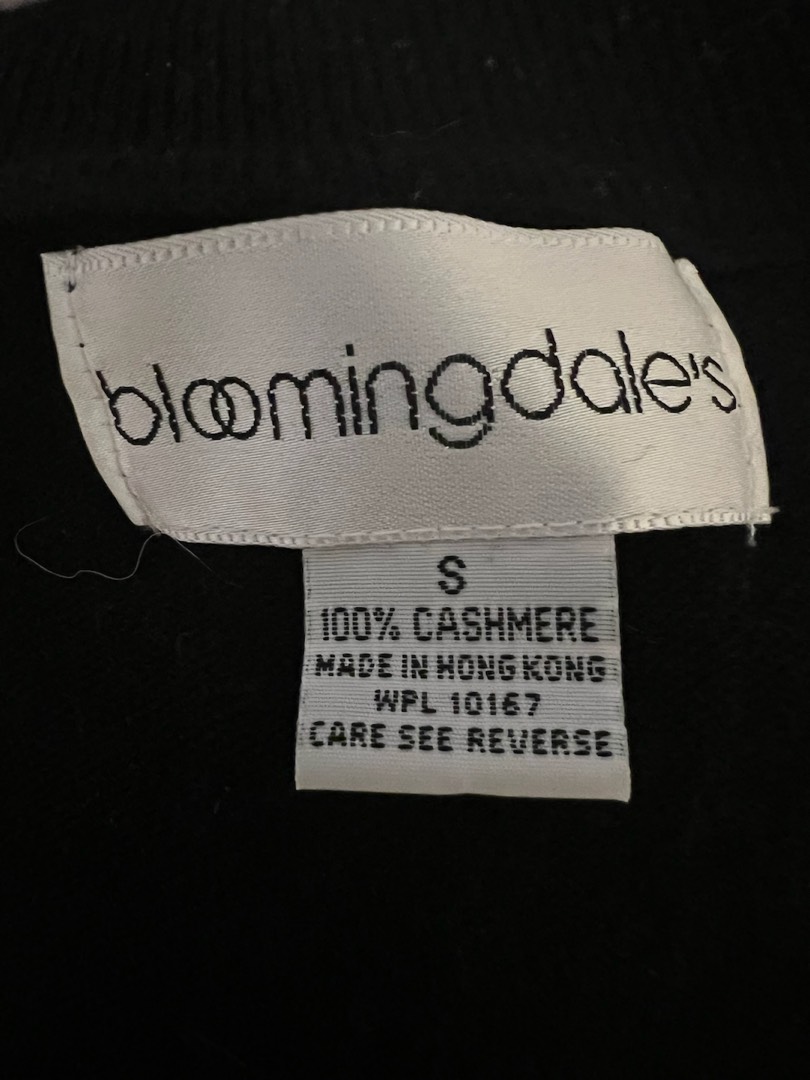 bloomingdale's
S
100% CASHMERE
MADE IN HONG KONG
WPL 10167
CARE SEE REVERSE